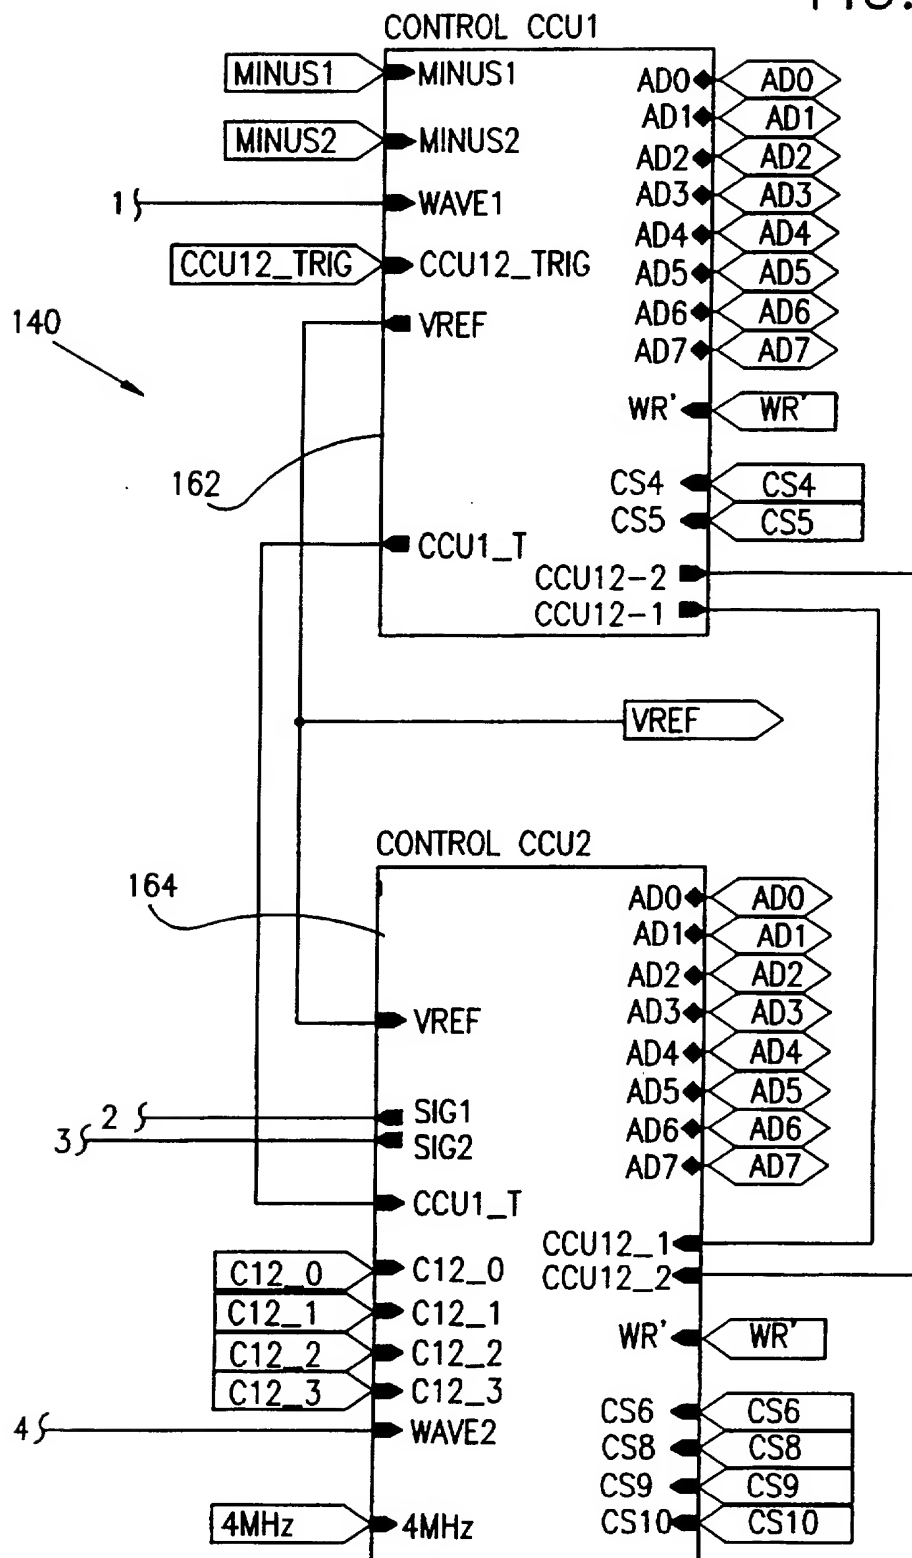 FIG.
CONTROL CCU1
MINUS1 MINUS1 AD0 AD0
AD1 AD1
MINUS2 MINUS2 AD2 AD2
1 WAVE1 AD3 AD3
AD4 AD4
CCU12_TRIG CCU12_TRIG AD5 AD5
140 VREF AD6 AD6
AD7 AD7
WR' WR'
162 CS4 CS4
CS5 CS5
CCU1_T
CCU12-2
CCU12-1
VREF
CONTROL CCU2
164 AD0 AD0
AD1 AD1
AD2 AD2
VREF AD3 AD3
AD4 AD4
AD5 AD5
2 SIG1
3 SIG2 AD6 AD6
AD7 AD7
CCU1_T
CCU12_1
C12_0 C12_0 CCU12_2
C12_1 C12_1
C12_2 C12_2 WR' WR'
C12_3 C12_3
4 WAVE2 CS6 CS6
CS8 CS8
CS9 CS9
4MHz 4MHz CS10 CS10